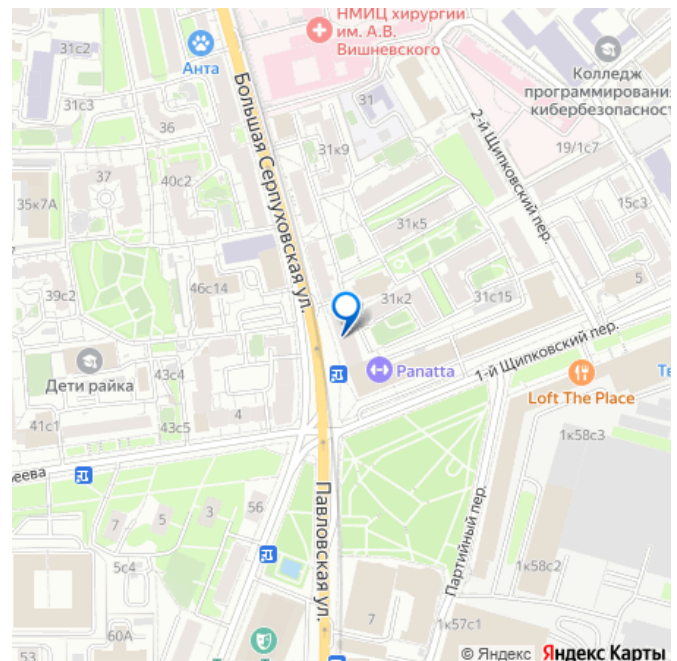 НМИЦ хирургии
им. А.В.
Вишневского
31с2
Анта
31с3
36
31к9
31
Колледж
программирования
кибербезопасност
2-й Щипковский пер.
19/1с7
Большая Серпуховская ул.
37
40с2
35к7А
15с3
31к5
5
39с2
46с14
31к2
31с15
Дети райка
43с4
Panatta
1-й Щипковский пер.
Loft The Place
Тв
41с1
43с5
4
1к58с3
еева
56
3
5
7
Павловская ул.
Партийный пер.
5с4
1к58с2
60А
7
1к57с1
53
© Яндекс Яндекс Карты